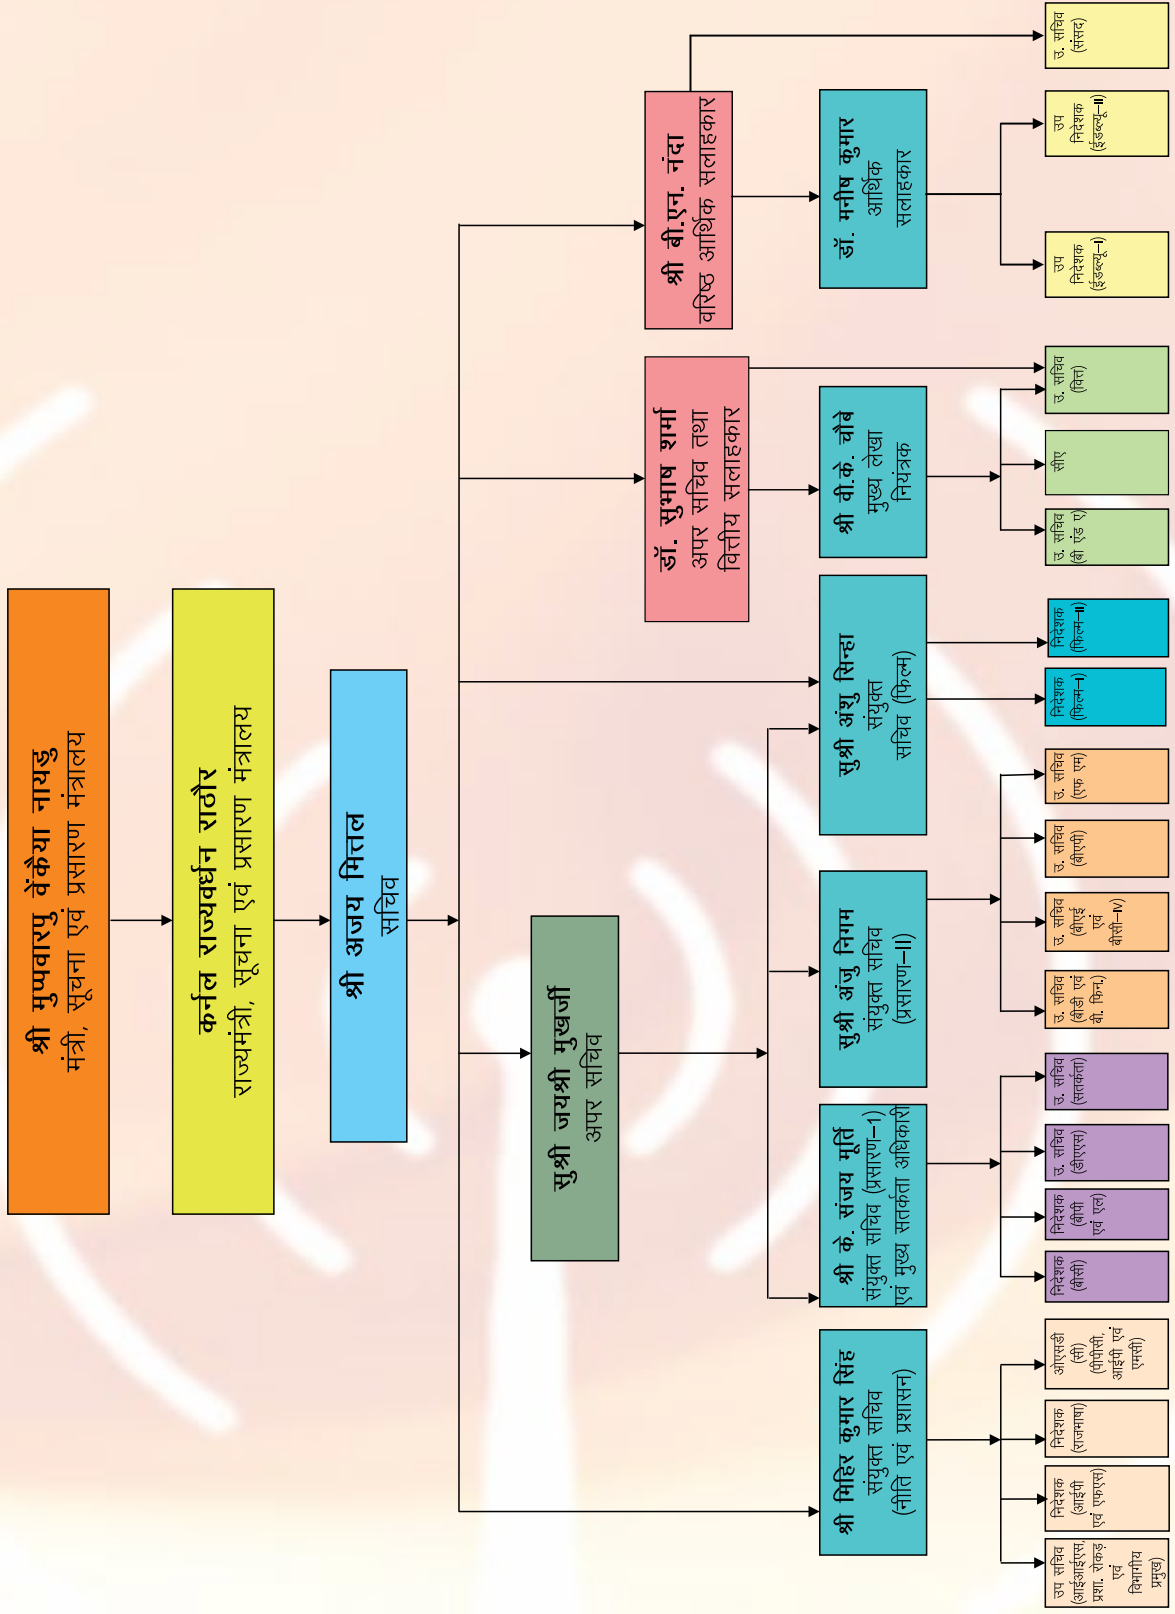 श्री मुप्पवारपु वेंकैया नायडु
मंत्री, सूचना एवं प्रसारण मंत्रालय
कर्नल राज्यवर्धन राठौर
राज्यमंत्री, सूचना एवं प्रसारण मंत्रालय
श्री अजय मित्तल
सचिव
सुश्री जयश्री मुखर्जी
अपर सचिव
डॉ. सुभाष शर्मा
अपर सचिव तथा
वित्तीय सलाहकार
श्री बी.एन. नंदा
वरिष्ठ आर्थिक सलाहकार
श्री मिहिर कुमार सिंह
संयुक्त सचिव
(नीति एवं प्रशासन)
श्री के. संजय मूर्ति
संयुक्त सचिव (प्रसारण–1)
एवं मुख्य सतर्कता अधिकारी
सुश्री अंजु निगम
संयुक्त सचिव
(प्रसारण–II)
सुश्री अंशु सिन्हा
संयुक्त
सचिव (फिल्म)
श्री वी.के. चौबे
मुख्य लेखा
नियंत्रक
डॉ. मनीष कुमार
आर्थिक
सलाहकार
उप सचिव
(आईआईएस,
प्रशा. रोकड़
एवं
विभागीय
प्रमुख)
निदेशक
(आईपी
एवं एफएस)
निदेशक
(राजभाषा)
ओएसडी
(सी)
(पीपीसी,
आईपी एवं
एमसी)
निदेशक
(बीसी)
निदेशक
(बीपी
एवं एल)
उ. सचिव
(डीएएस)
उ. सचिव
(सतर्कता)
उ. सचिव
(बीडी एवं
बी. फिन.)
उ. सचिव
(बीएई
एवं
बीसी–IV)
उ. सचिव
(बीएपी)
उ. सचिव
(एफ एम)
निदेशक
(फिल्म–I)
निदेशक
(फिल्म–II)
उ. सचिव
(बी एंड ए)
सीए
उ. सचिव
(वित्त)
उप
निदेशक
(ईडब्ल्यू–I)
उप
निदेशक
(ईडब्ल्यू–II)
उ. सचिव
(संसद)